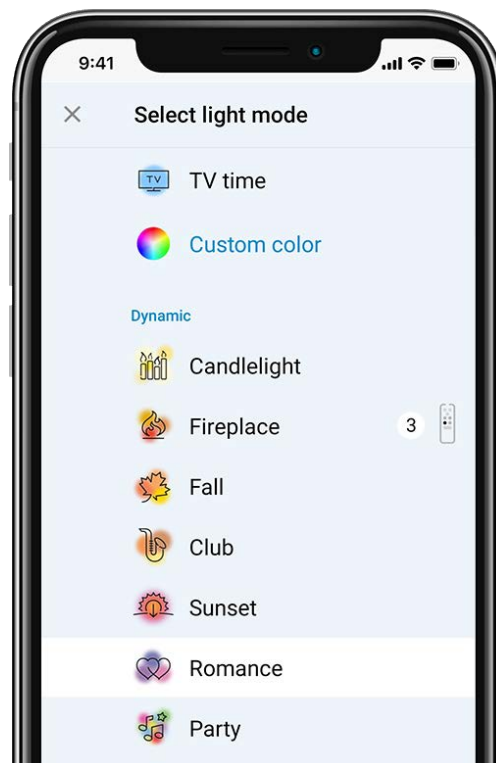 9:41
Select light mode
TV
TV time
Custom color
Dynamic
Candlelight
Fireplace 3
Fall
Club
Sunset
Romance
Party